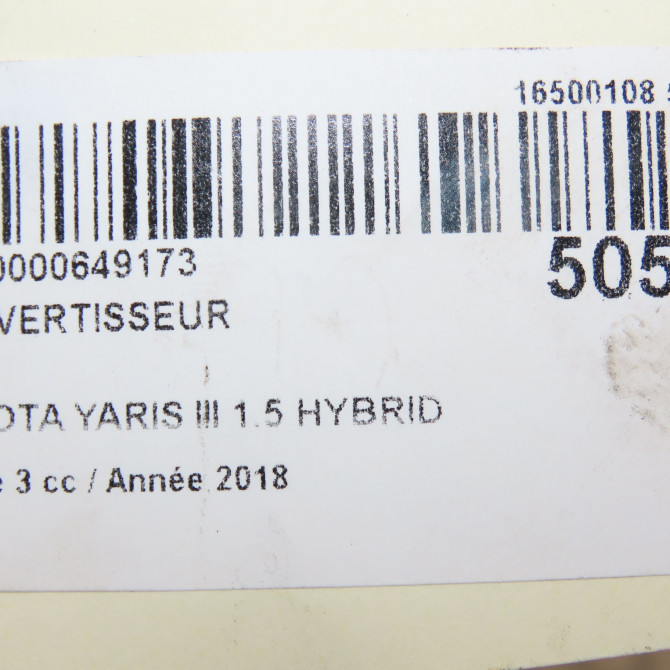 16500108
0000649173
505
VERTISSEUR
OTA YARIS III 1.5 HYBRID
e 3 cc / Année 2018